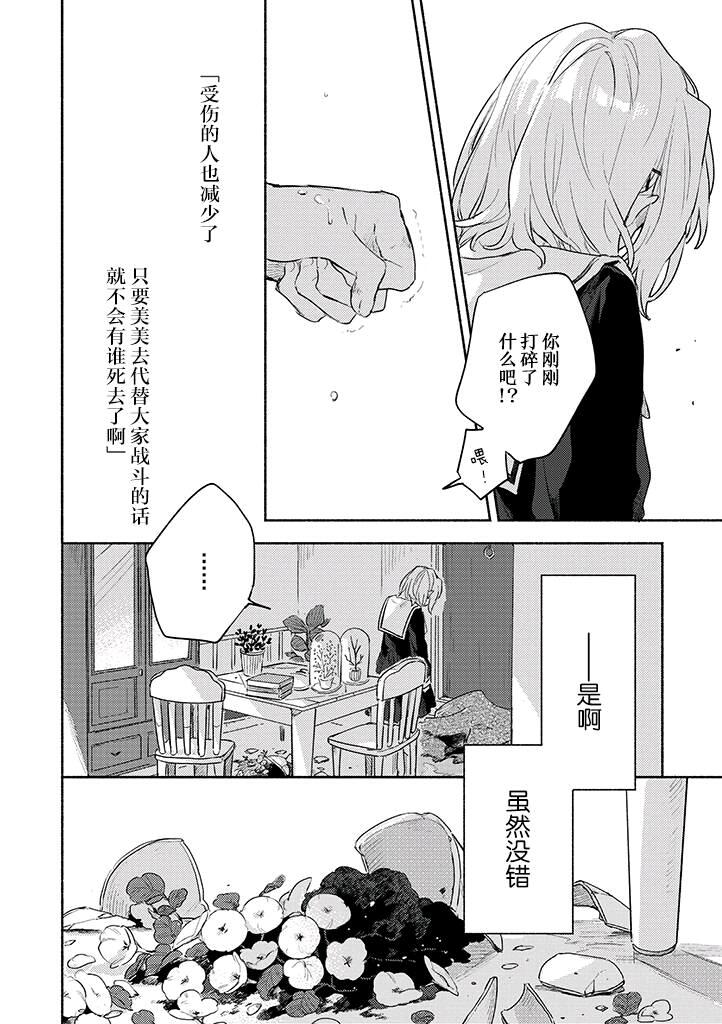 你刚刚
打碎了
什么吧!?
喂！
「受伤的人也减少了
只要美美去代替大家战斗的话
就不会有谁死去了啊」
……
——是啊
虽然没错